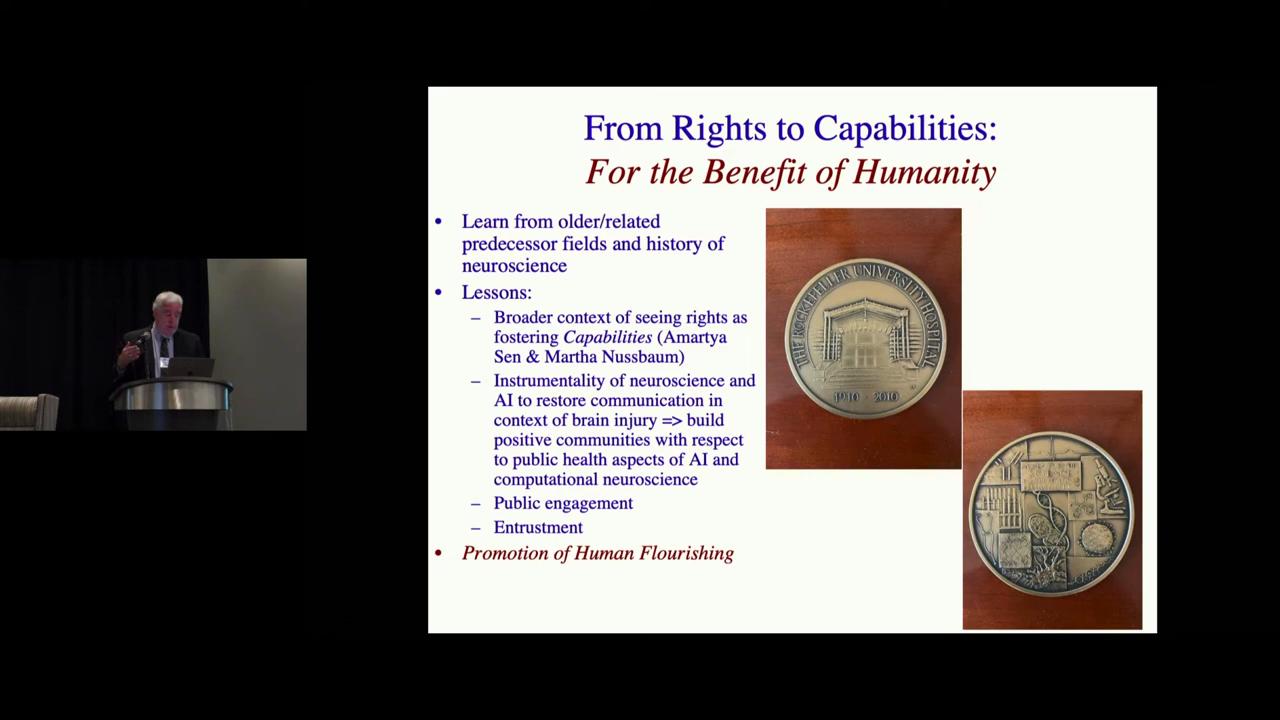 From Rights to Capabilities:
For the Benefit of Humanity
• Learn from older/related
predecessor fields and history of
neuroscience
• Lessons:
– Broader context of seeing rights as
fostering Capabilities (Amartya
Sen & Martha Nussbaum)
– Instrumentality of neuroscience and
AI to restore communication in
context of brain injury => build
positive communities with respect
to public health aspects of AI and
computational neuroscience
– Public engagement
– Entrustment
• Promotion of Human Flourishing
THE ROCKEFELLER UNIVERSITY HOSPITAL
1910 · 2010